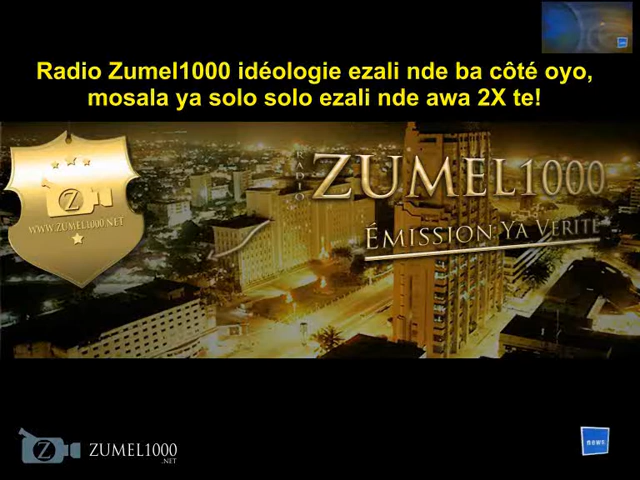 Radio Zumel1000 idéologie ezali nde ba côté oyo,
mosala ya solo solo ezali nde awa 2X te!
RADIO
ZUMEL1000
ÉMISSION YA VERITE
Z
WWW.ZUMEL1000.NET
Z
ZUMEL1000
.NET
news